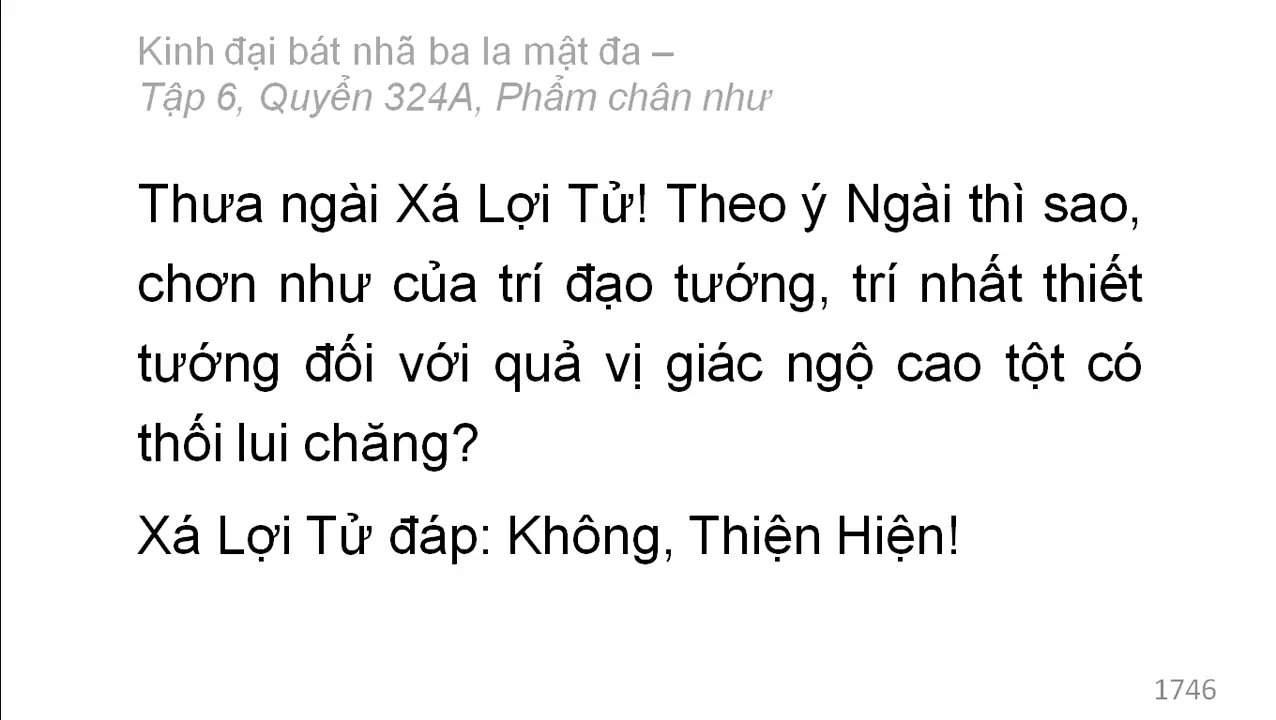 Kinh đại bát nhã ba la mật đa –
Tập 6, Quyển 324A, Phẩm chân như
Thưa ngài Xá Lợi Tử! Theo ý Ngài thì sao,
chơn như của trí đạo tướng, trí nhất thiết
tướng đối với quả vị giác ngộ cao tột có
thối lui chăng?
Xá Lợi Tử đáp: Không, Thiện Hiện!
1746